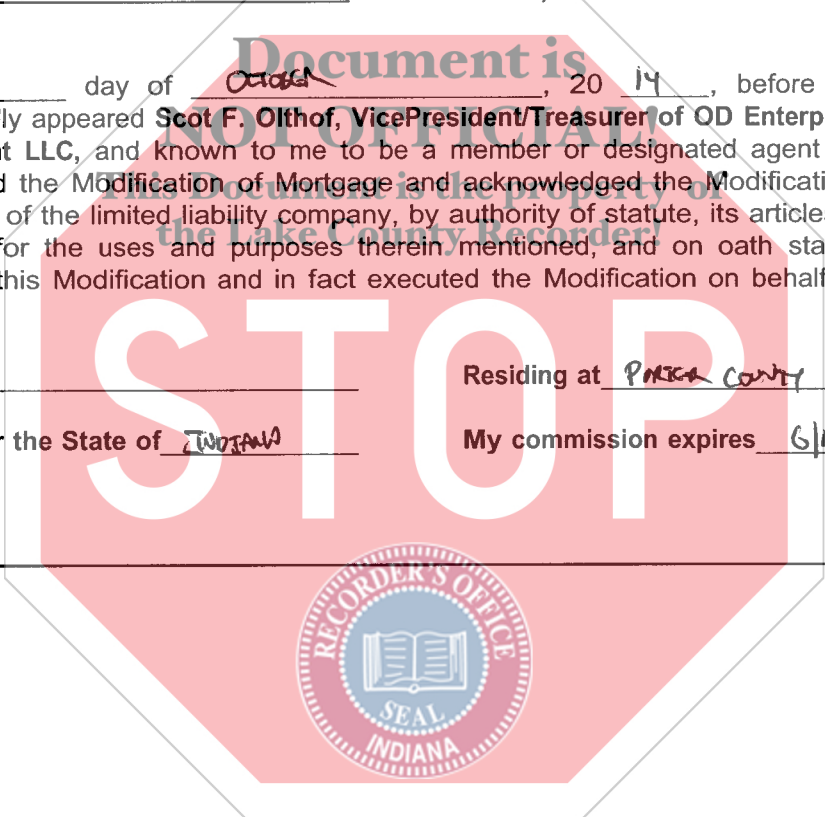 Document is
day of October, 20 14, before
NOT OFFICIAL!
ly appeared Scot F. Olthof, VicePresident/Treasurer of OD Enterp
t LLC, and known to me to be a member or designated agent
This Document is the property of
d the Modification of Mortgage and acknowledged the Modificati
of the limited liability company, by authority of statute, its article
the Lake County Recorder!
for the uses and purposes therein mentioned, and on oath sta
this Modification and in fact executed the Modification on behalf
STOP
Residing at Porter County
r the State of INDIANA
My commission expires 6/
RECORDER'S OFFICE
SEAL
INDIANA